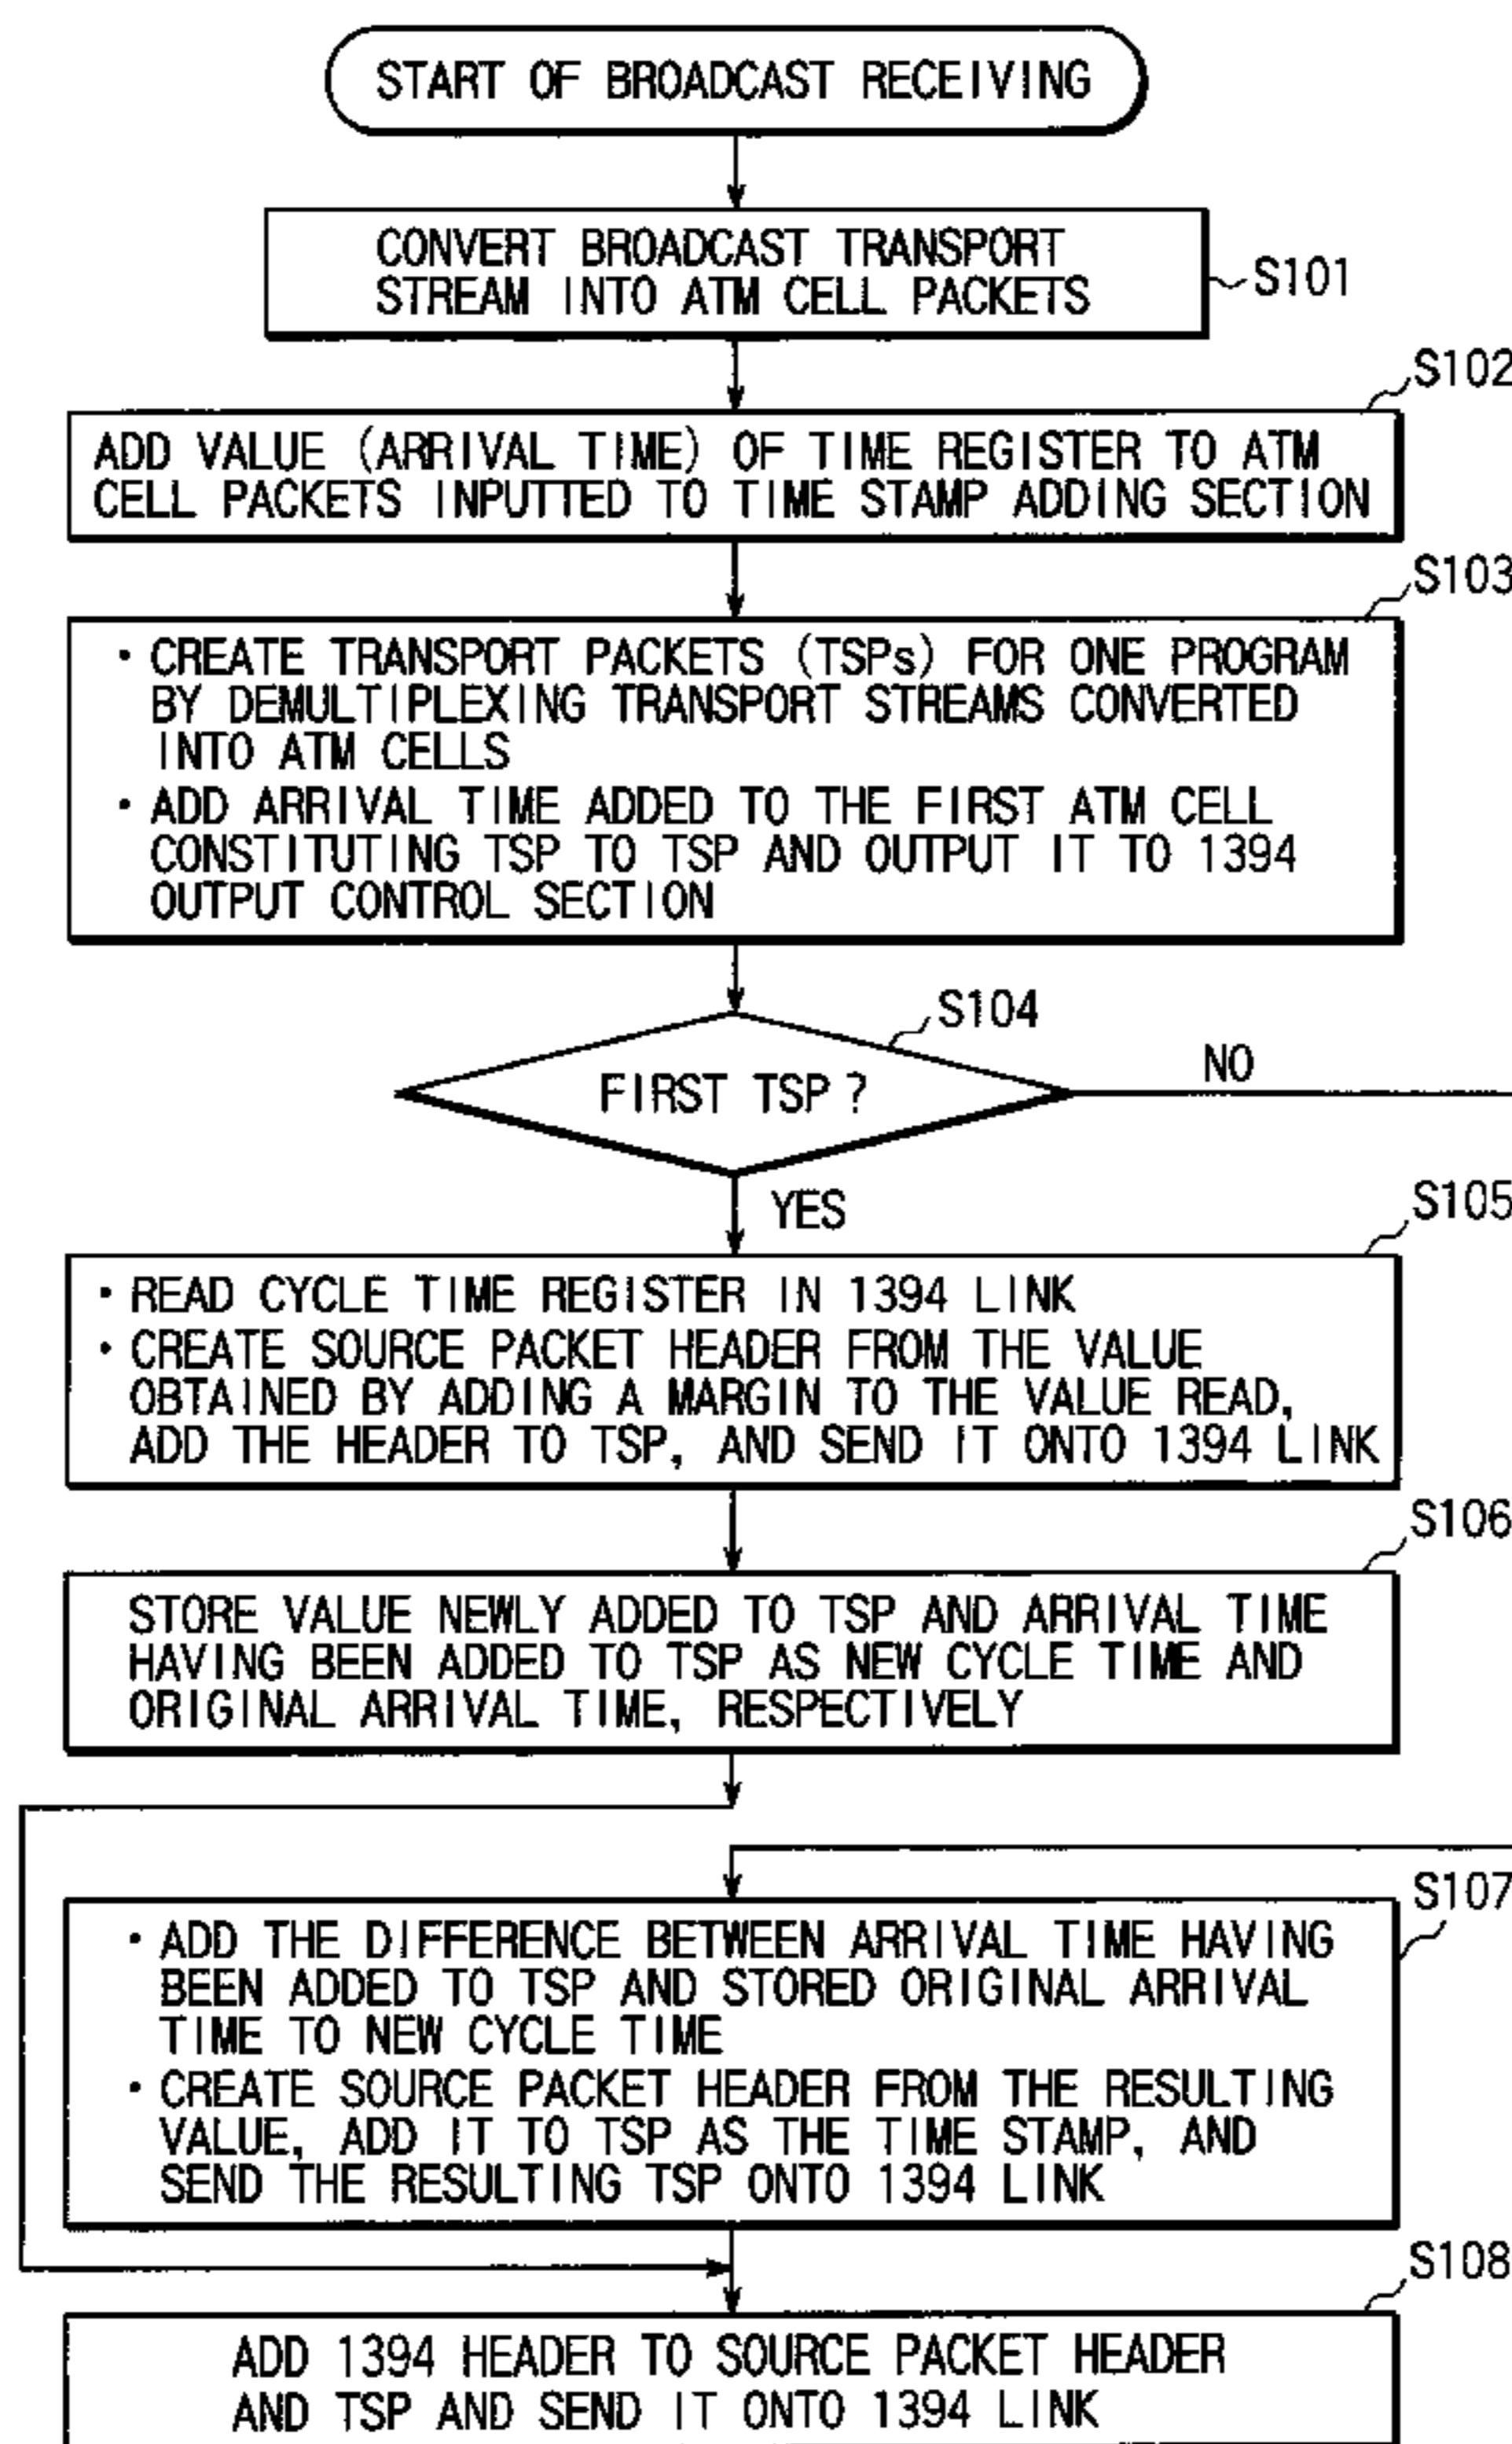 START OF BROADCAST RECEIVING
CONVERT BROADCAST TRANSPORT
STREAM INTO ATM CELL PACKETS
S101
S102
ADD VALUE (ARRIVAL TIME) OF TIME REGISTER TO ATM
CELL PACKETS INPUTTED TO TIME STAMP ADDING SECTION
S103
• CREATE TRANSPORT PACKETS (TSPs) FOR ONE PROGRAM
BY DEMULTIPLEXING TRANSPORT STREAMS CONVERTED
INTO ATM CELLS
• ADD ARRIVAL TIME ADDED TO THE FIRST ATM CELL
CONSTITUTING TSP TO TSP AND OUTPUT IT TO 1394
OUTPUT CONTROL SECTION
S104
FIRST TSP?
NO
YES
S105
• READ CYCLE TIME REGISTER IN 1394 LINK
• CREATE SOURCE PACKET HEADER FROM THE VALUE
OBTAINED BY ADDING A MARGIN TO THE VALUE READ,
ADD THE HEADER TO TSP, AND SEND IT ONTO 1394 LINK
S106
STORE VALUE NEWLY ADDED TO TSP AND ARRIVAL TIME
HAVING BEEN ADDED TO TSP AS NEW CYCLE TIME AND
ORIGINAL ARRIVAL TIME, RESPECTIVELY
S107
• ADD THE DIFFERENCE BETWEEN ARRIVAL TIME HAVING
BEEN ADDED TO TSP AND STORED ORIGINAL ARRIVAL
TIME TO NEW CYCLE TIME
• CREATE SOURCE PACKET HEADER FROM THE RESULTING
VALUE, ADD IT TO TSP AS THE TIME STAMP, AND
SEND THE RESULTING TSP ONTO 1394 LINK
S108
ADD 1394 HEADER TO SOURCE PACKET HEADER
AND TSP AND SEND IT ONTO 1394 LINK